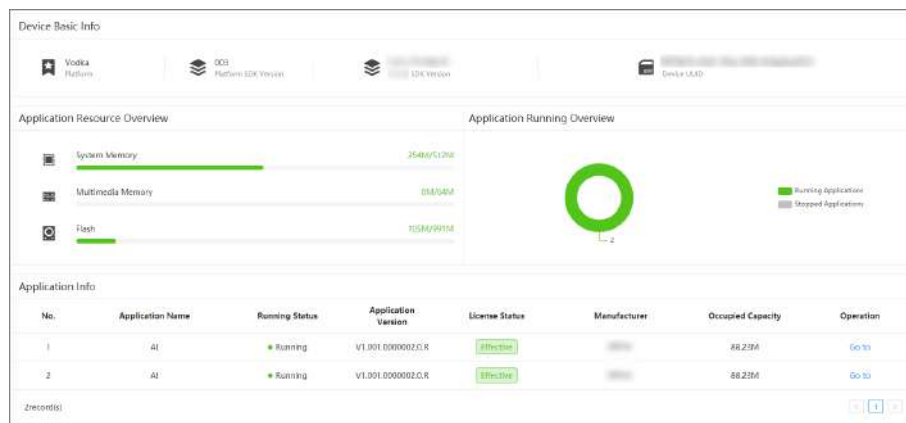 Device Basic Info
Vodka
Platform
003
Platform SDK Version
SDK Version
Device UUID
Application Resource Overview
Application Running Overview
System Memory
254M/512M
Multimedia Memory
0M/64M
Flash
105M/991M
Running Applications
Stopped Applications
2
Application Info
No. Application Name Running Status Application Version License Status Manufacturer Occupied Capacity Operation
1 AI Running V1.001.0000002.0.R Effective 88.23M Go to
2 AI Running V1.001.0000002.0.R Effective 88.23M Go to
2record(s)
1